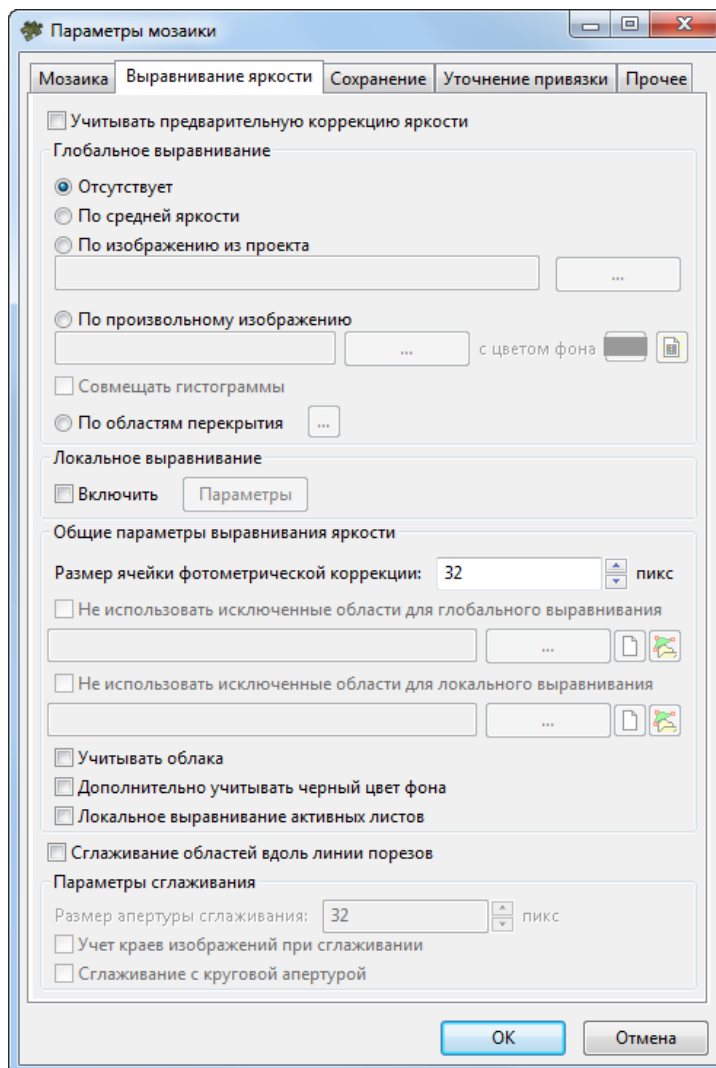 Параметры мозаики
Мозаика Выравнивание яркости Сохранение Уточнение привязки Прочее
Учитывать предварительную коррекцию яркости
Глобальное выравнивание
Отсутствует
По средней яркости
По изображению из проекта
...
По произвольному изображению
... с цветом фона
Совмещать гистограммы
По областям перекрытия ...
Локальное выравнивание
Включить Параметры
Общие параметры выравнивания яркости
Размер ячейки фотометрической коррекции: 32 пикс
Не использовать исключенные области для глобального выравнивания
...
Не использовать исключенные области для локального выравнивания
...
Учитывать облака
Дополнительно учитывать черный цвет фона
Локальное выравнивание активных листов
Сглаживание областей вдоль линии порезов
Параметры сглаживания
Размер апертуры сглаживания: 32 пикс
Учет краев изображений при сглаживании
Сглаживание с круговой апертурой
OK Отмена